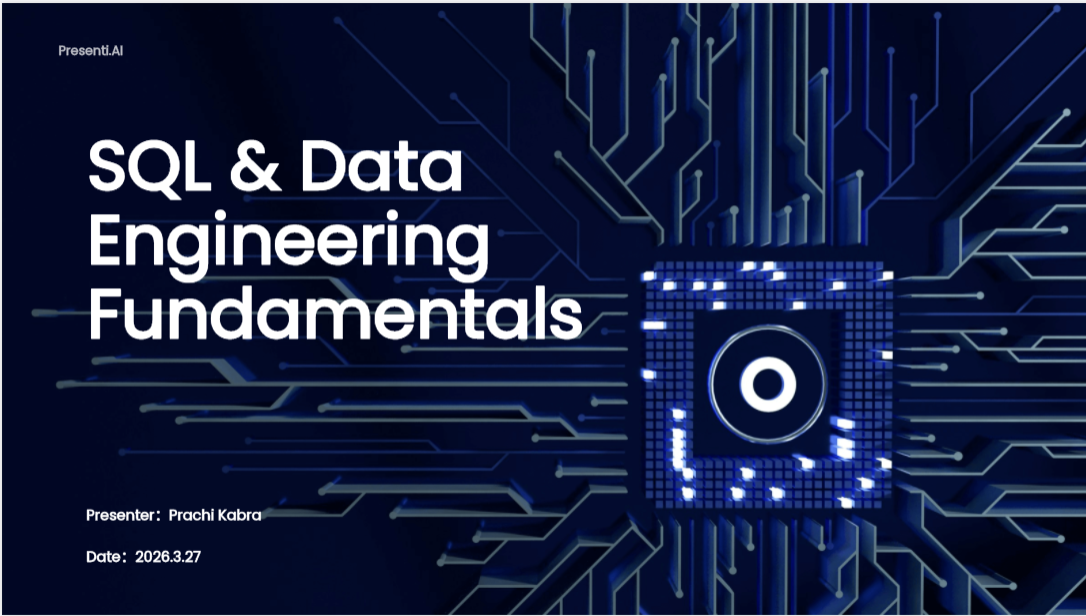 Presenti.AI
SQL & Data
Engineering
Fundamentals
Presenter：Prachi Kabra
Date：2026.3.27